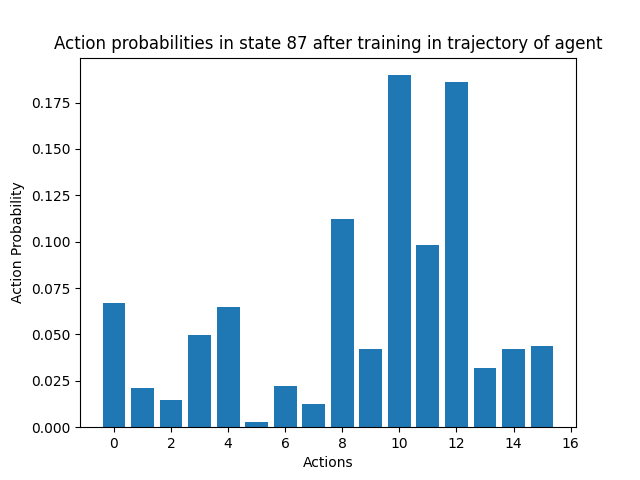 Action probabilities in state 87 after training in trajectory of agent
0.175
0.150
0.125
0.100
0.075
0.050
0.025
0.000
Action Probability
0 2 4 6 8 10 12 14 16
Actions